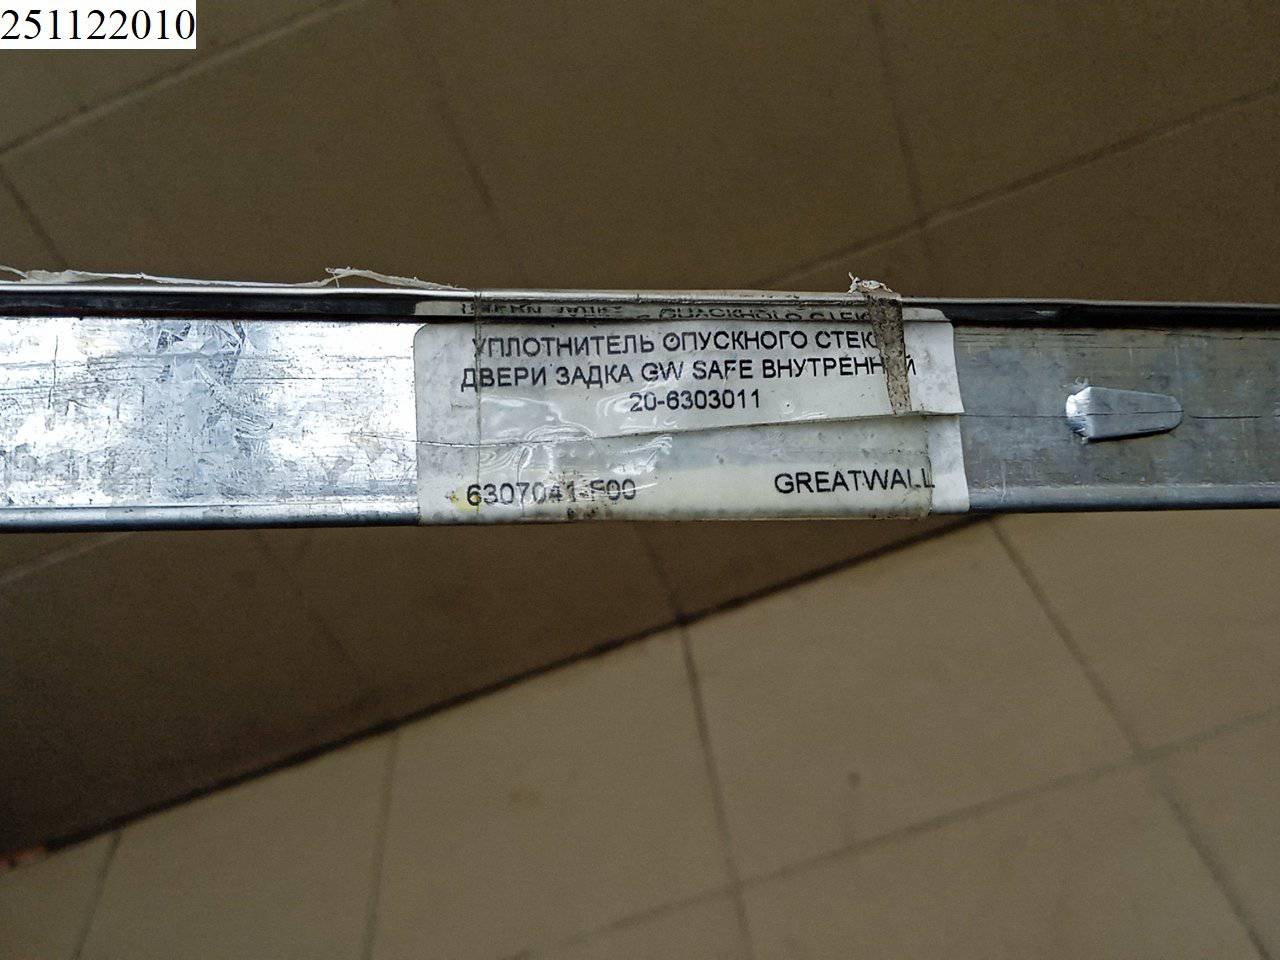 251122010
УПЛОТНИТЕЛЬ ОПУСКНОГО СТЕК
ДВЕРИ ЗАДКА GW SAFE ВНУТРЕННИЙ
20-6303011
6307041-F00
GREATWALL